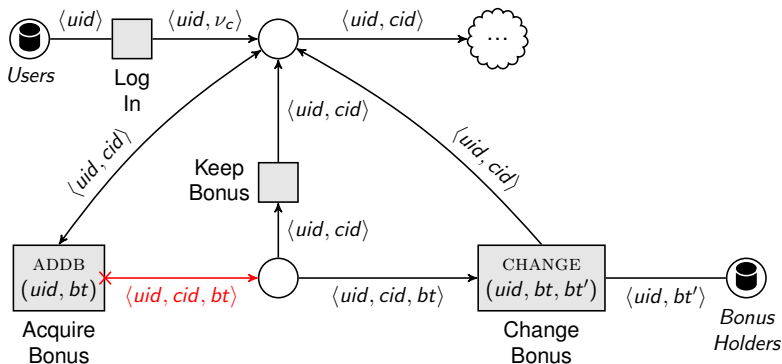 ⟨uid⟩
⟨uid, νc⟩
⟨uid, cid⟩
...
Users
Log
In
⟨uid, cid⟩
⟨uid, cid⟩
⟨uid, cid⟩
Keep
Bonus
⟨uid, cid⟩
ADDB
(uid, bt)
⟨uid, cid, bt⟩
⟨uid, cid, bt⟩
CHANGE
(uid, bt, bt′)
⟨uid, bt′⟩
Acquire
Bonus
Change
Bonus
Bonus
Holders